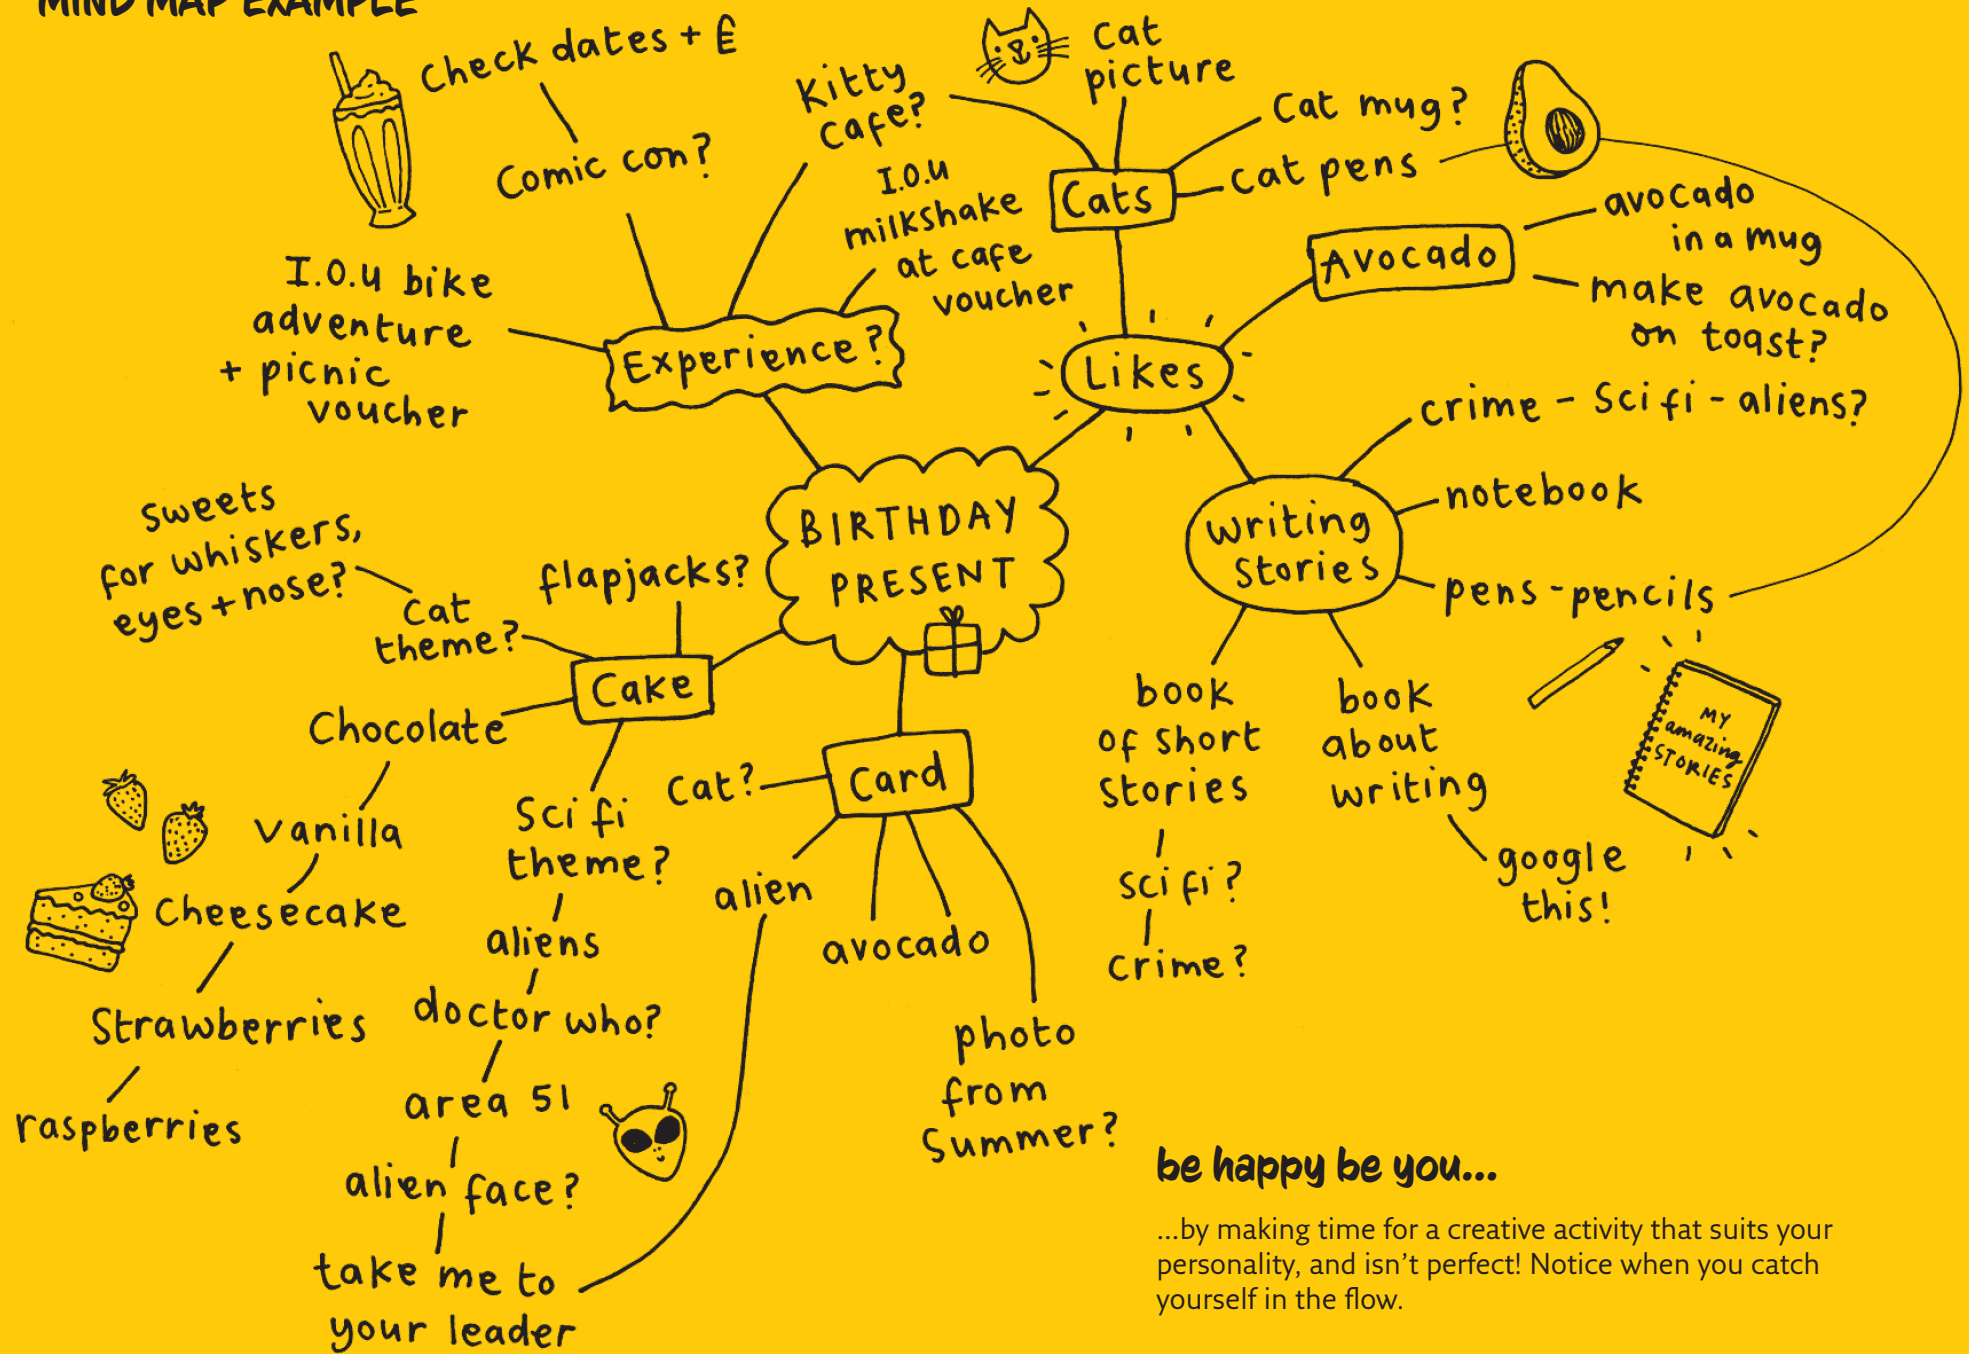 MIND MAP EXAMPLE
Check dates + £
Comic con?
Kitty
cafe?
I.O.U
milkshake
at cafe
voucher
I.O.U bike
adventure
+ picnic
voucher
Experience?
Cat
picture
Cat mug?
cat pens
Cats
Avocado
avocado
in a mug
make avocado
on toast?
Likes
crime - Sci fi - aliens?
notebook
pens - pencils
writing
Stories
book
of short
stories
sci fi?
crime?
book
about
writing
google
this!
MY
amazing
STORIES
BIRTHDAY
PRESENT
sweets
for whiskers,
eyes + nose?
Cat
theme?
flapjacks?
Cake
Chocolate
Vanilla
Cheesecake
Strawberries
raspberries
Sci fi
theme?
aliens
doctor who?
area 51
alien face?
take me to
your leader
Card
Cat?
alien
avocado
photo
from
Summer?
be happy be you...
...by making time for a creative activity that suits your
personality, and isn't perfect! Notice when you catch
yourself in the flow.